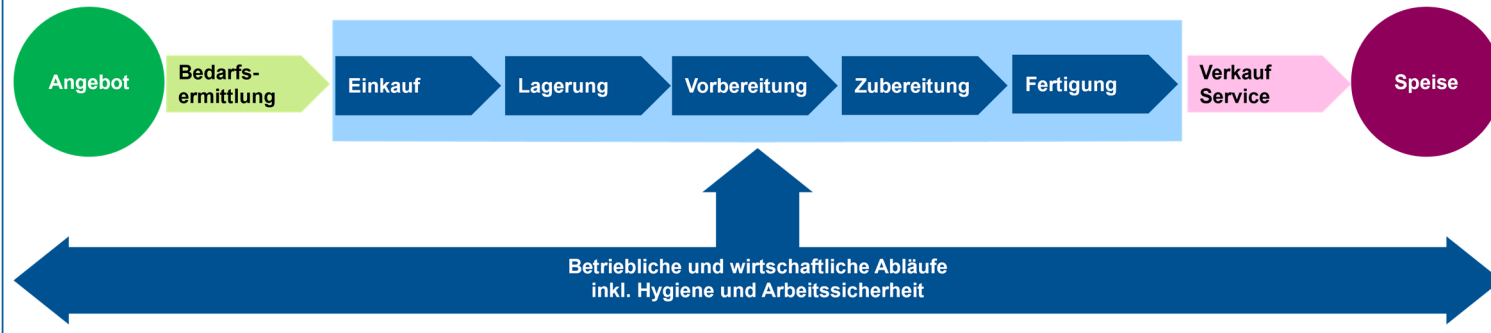 Angebot
Bedarfs-
ermittlung
Einkauf
Lagerung
Vorbereitung
Zubereitung
Fertigung
Verkauf
Service
Speise
Betriebliche und wirtschaftliche Abläufe
inkl. Hygiene und Arbeitssicherheit